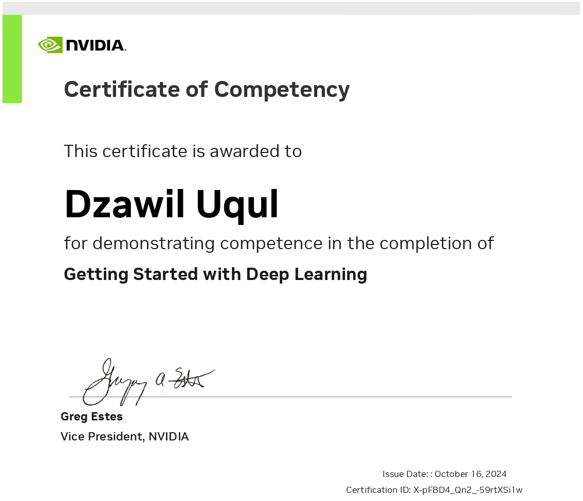 NVIDIA.
Certificate of Competency
This certificate is awarded to
Dzawil Uqul
for demonstrating competence in the completion of
Getting Started with Deep Learning
Gregory A Estes
Greg Estes
Vice President, NVIDIA
Issue Date: : October 16, 2024
Certification ID: X-pFBD4_Qn2_-59rtXSi1w